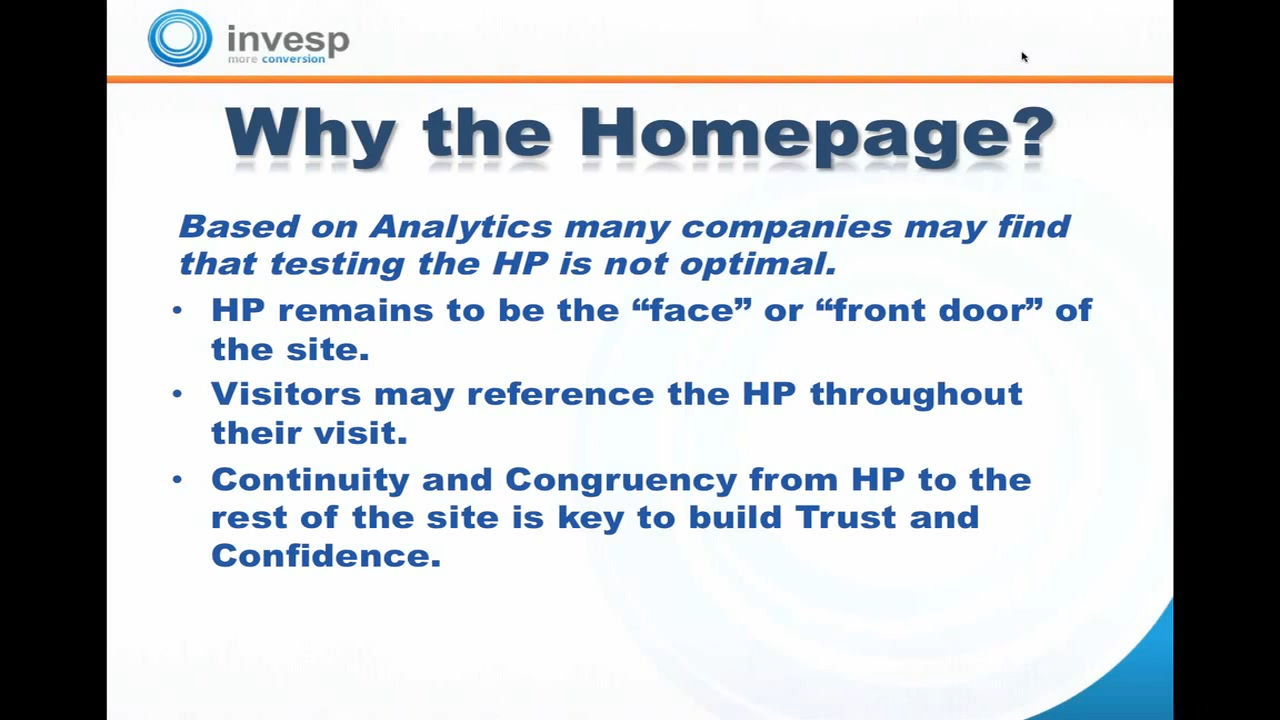 invesp
more conversion
Why the Homepage?
Based on Analytics many companies may find
that testing the HP is not optimal.
• HP remains to be the “face” or “front door” of
the site.
• Visitors may reference the HP throughout
their visit.
• Continuity and Congruency from HP to the
rest of the site is key to build Trust and
Confidence.